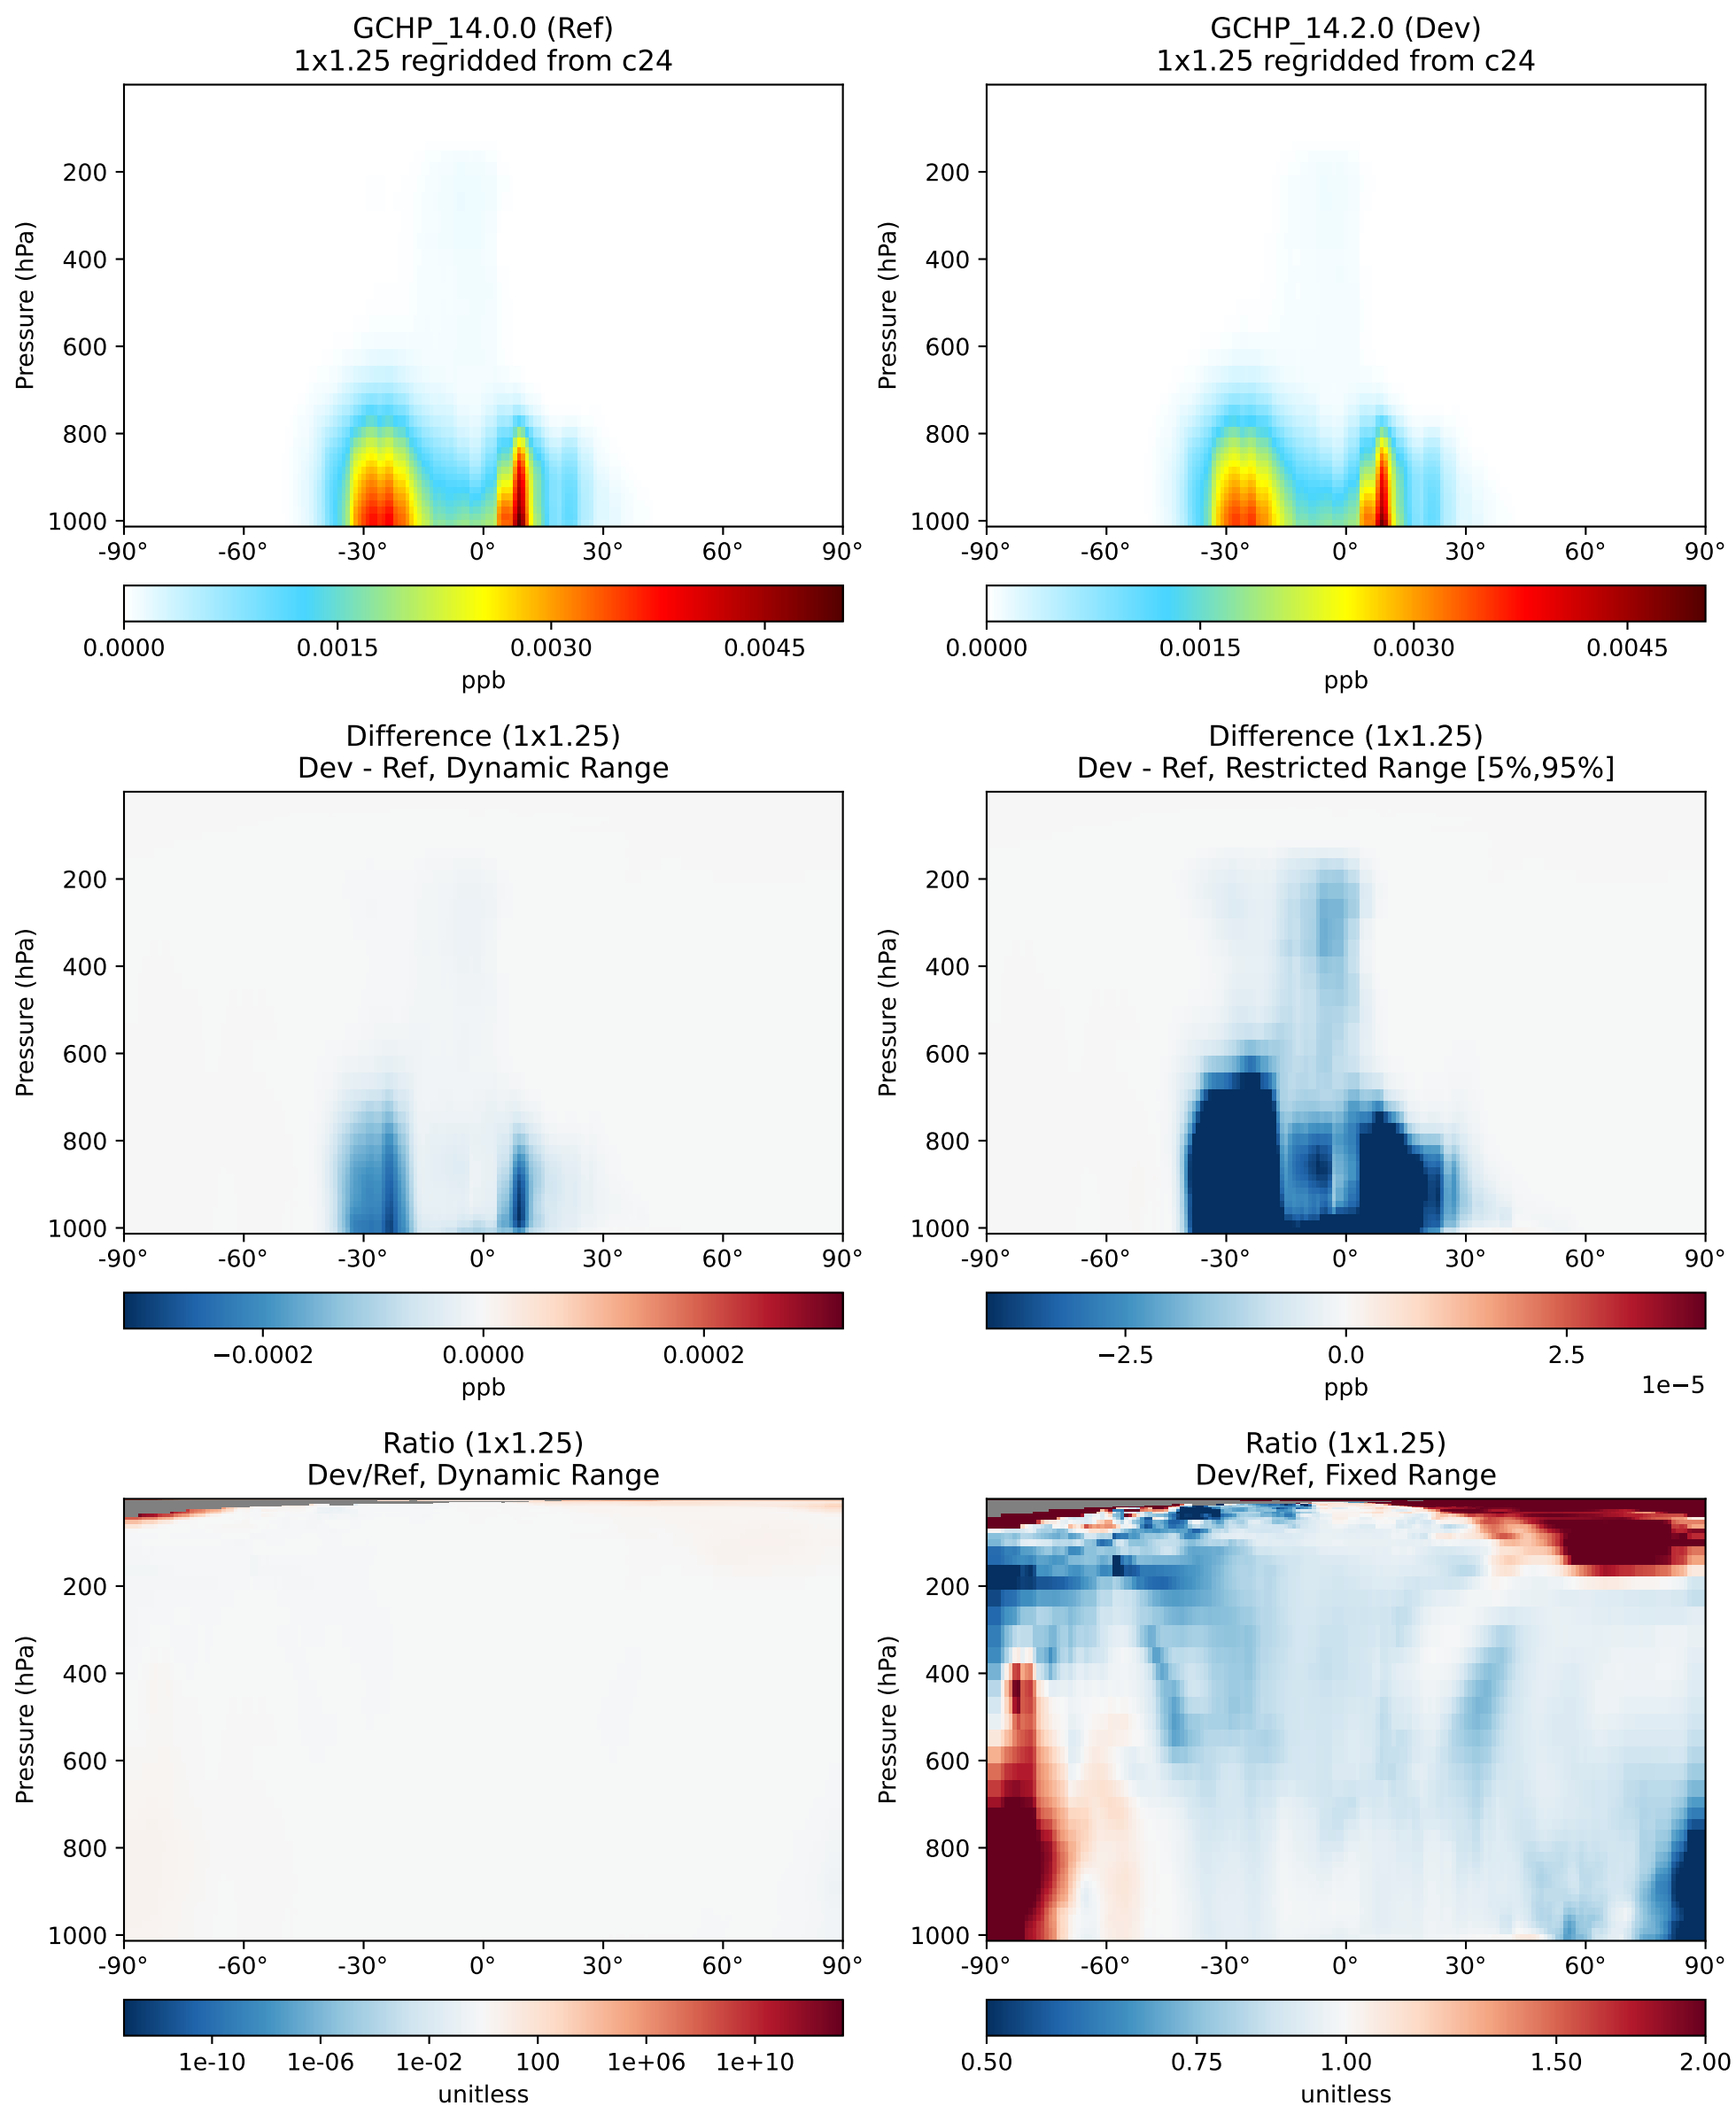 GCHP_14.0.0 (Ref)
1x1.25 regridded from c24
GCHP_14.2.0 (Dev)
1x1.25 regridded from c24
Pressure (hPa)
200
400
600
800
1000
-90° -60° -30° 0° 30° 60° 90°
0.0000 0.0015 0.0030 0.0045
ppb
Pressure (hPa)
200
400
600
800
1000
-90° -60° -30° 0° 30° 60° 90°
0.0000 0.0015 0.0030 0.0045
ppb
Difference (1x1.25)
Dev - Ref, Dynamic Range
Difference (1x1.25)
Dev - Ref, Restricted Range [5%,95%]
Pressure (hPa)
200
400
600
800
1000
-90° -60° -30° 0° 30° 60° 90°
−0.0002 0.0000 0.0002
ppb
Pressure (hPa)
200
400
600
800
1000
-90° -60° -30° 0° 30° 60° 90°
−2.5 0.0 2.5
ppb
1e−5
Ratio (1x1.25)
Dev/Ref, Dynamic Range
Ratio (1x1.25)
Dev/Ref, Fixed Range
Pressure (hPa)
200
400
600
800
1000
-90° -60° -30° 0° 30° 60° 90°
1e-10 1e-06 1e-02 100 1e+06 1e+10
unitless
Pressure (hPa)
200
400
600
800
1000
-90° -60° -30° 0° 30° 60° 90°
0.50 0.75 1.00 1.50 2.00
unitless